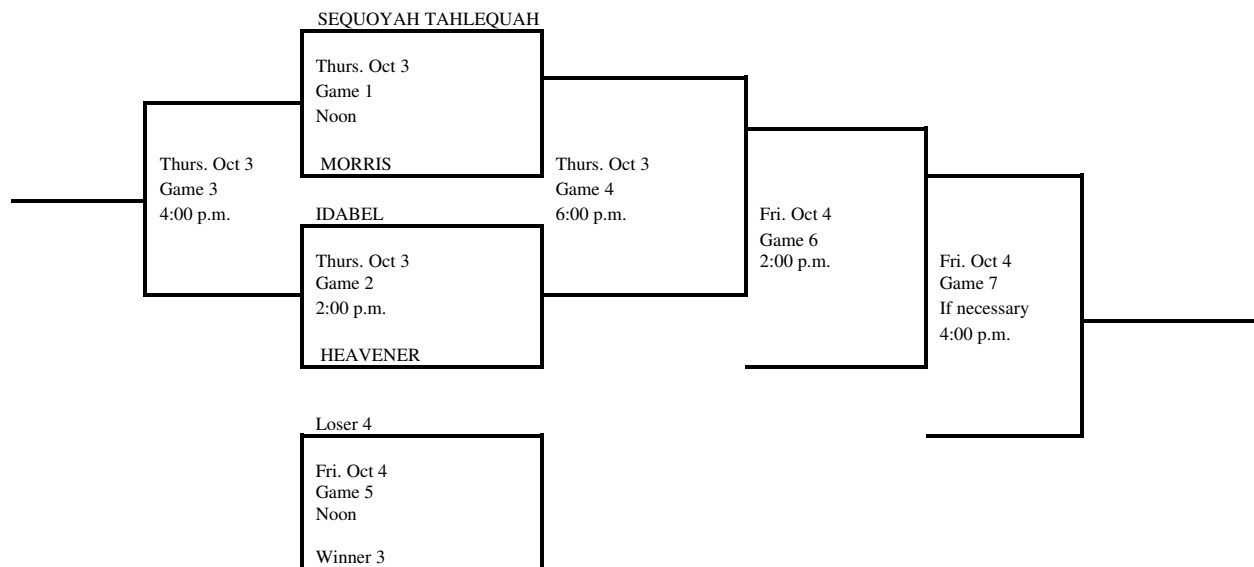 SEQUOYAH TAHLEQUAH
Thurs. Oct 3
Game 1
Noon
MORRIS
Thurs. Oct 3
Game 3
4:00 p.m.
Thurs. Oct 3
Game 4
6:00 p.m.
IDABEL
Thurs. Oct 3
Game 2
2:00 p.m.
HEAVENER
Fri. Oct 4
Game 6
2:00 p.m.
Fri. Oct 4
Game 7
If necessary
4:00 p.m.
Loser 4
Fri. Oct 4
Game 5
Noon
Winner 3